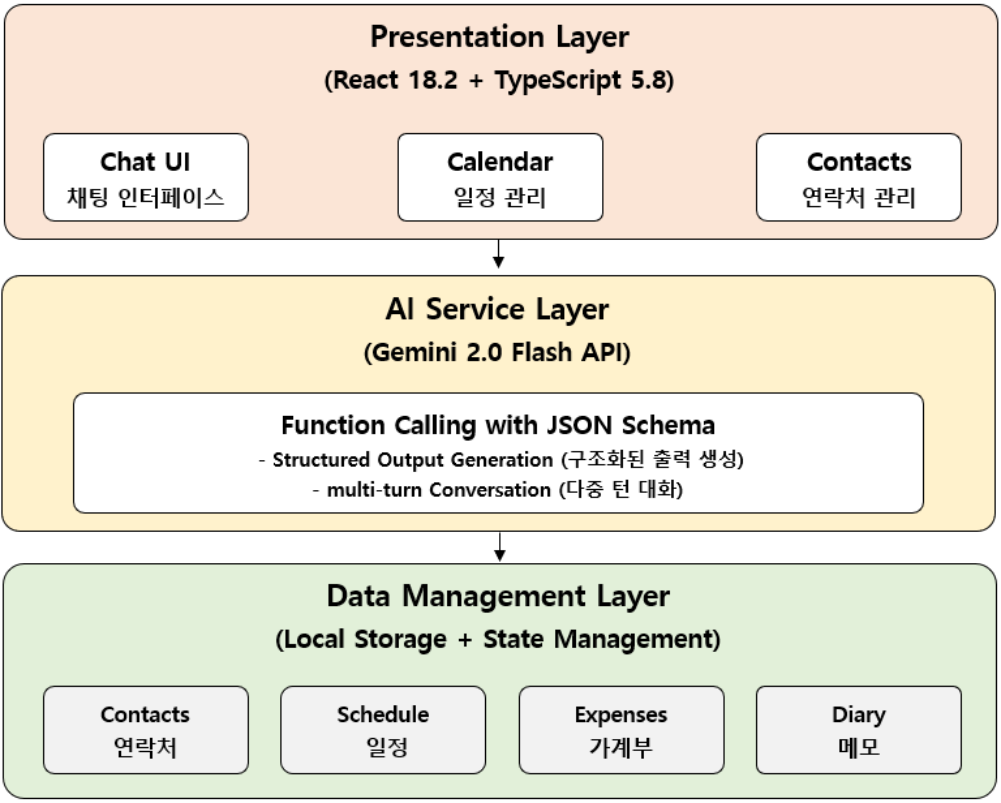 Presentation Layer
(React 18.2 + TypeScript 5.8)
Chat UI
채팅 인터페이스
Calendar
일정 관리
Contacts
연락처 관리
AI Service Layer
(Gemini 2.0 Flash API)
Function Calling with JSON Schema
- Structured Output Generation (구조화된 출력 생성)
- multi-turn Conversation (다중 턴 대화)
Data Management Layer
(Local Storage + State Management)
Contacts
연락처
Schedule
일정
Expenses
가계부
Diary
메모